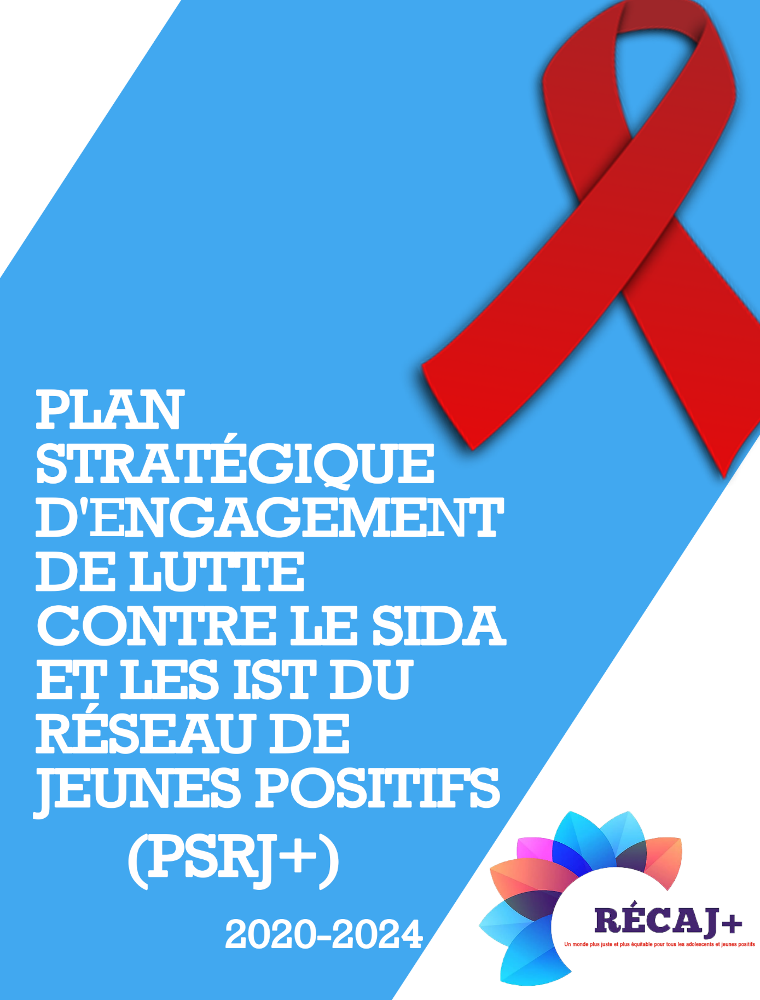 PLAN
STRATÉGIQUE
D'ENGAGEMENT
DE LUTTE
CONTRE LE SIDA
ET LES IST DU
RÉSEAU DE
JEUNES POSITIFS
(PSRJ+)
2020-2024
RÉCAJ+
Un monde plus juste et plus équitable pour tous les adolescents et jeunes positifs